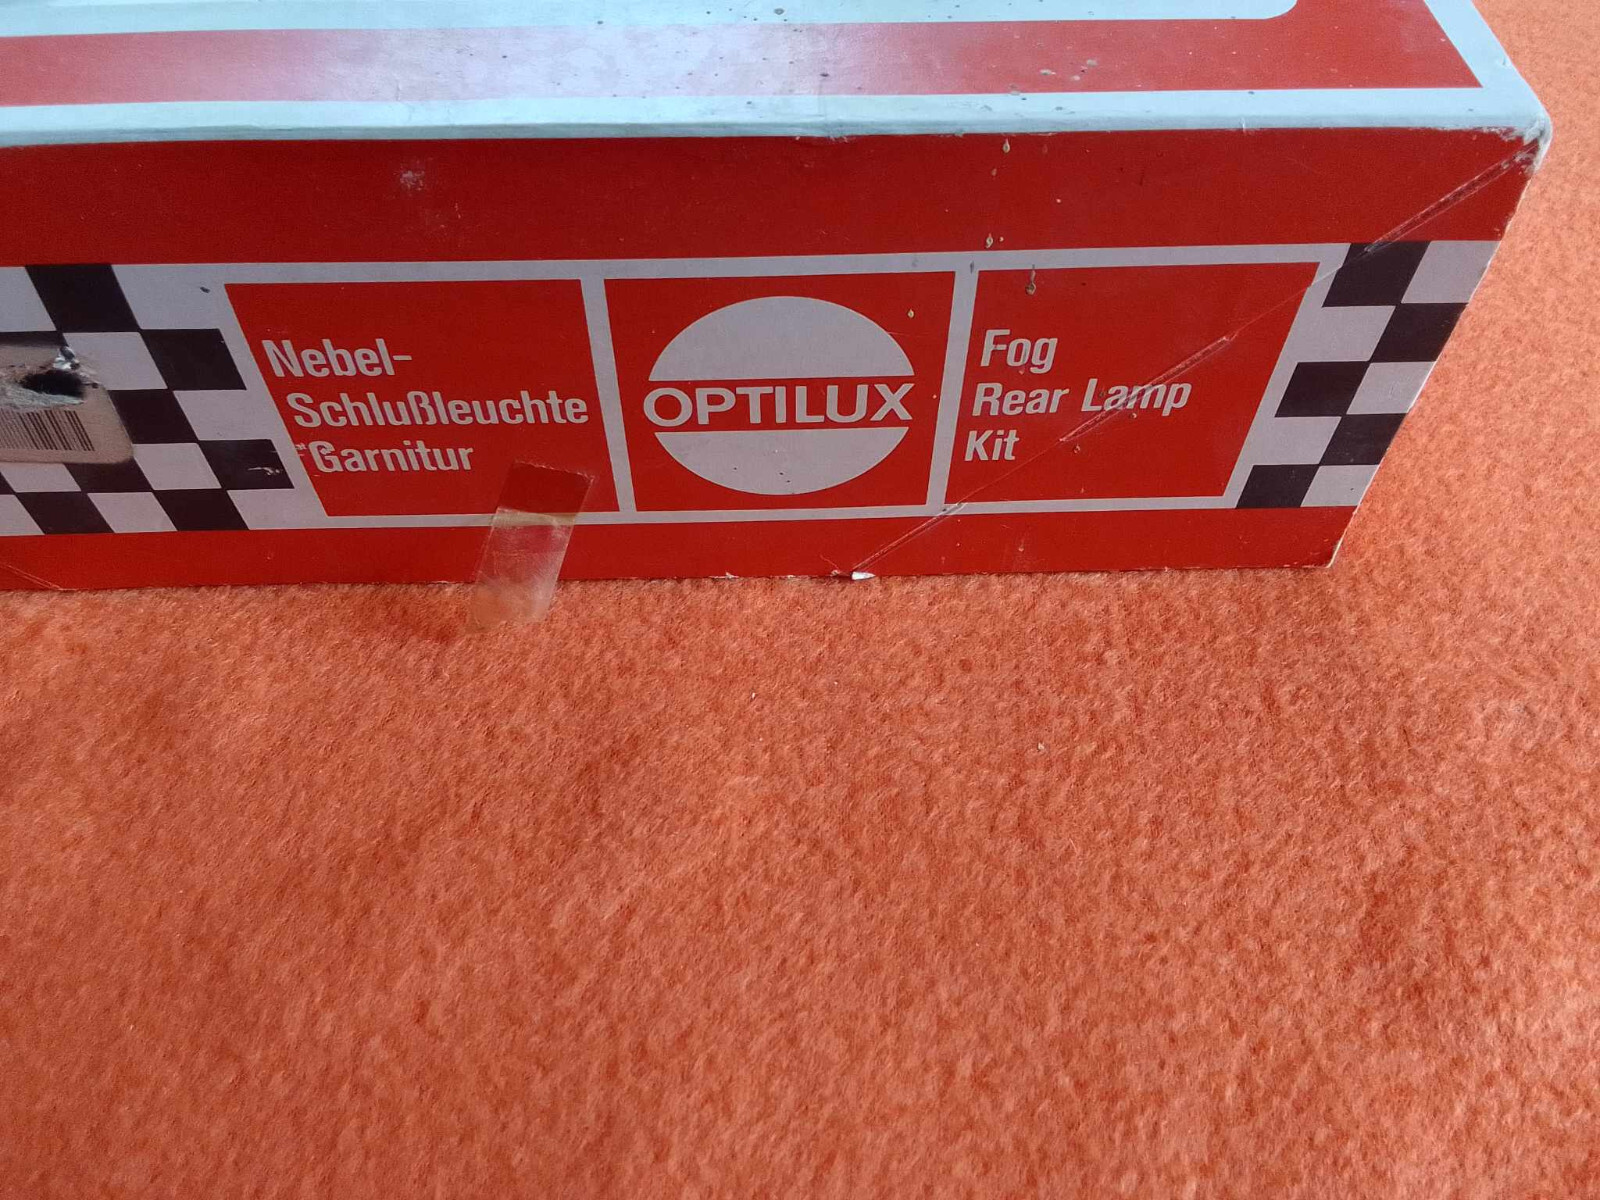 Nebel-
Schlußleuchte
Garnitur
OPTILUX
Fog
Rear Lamp
Kit